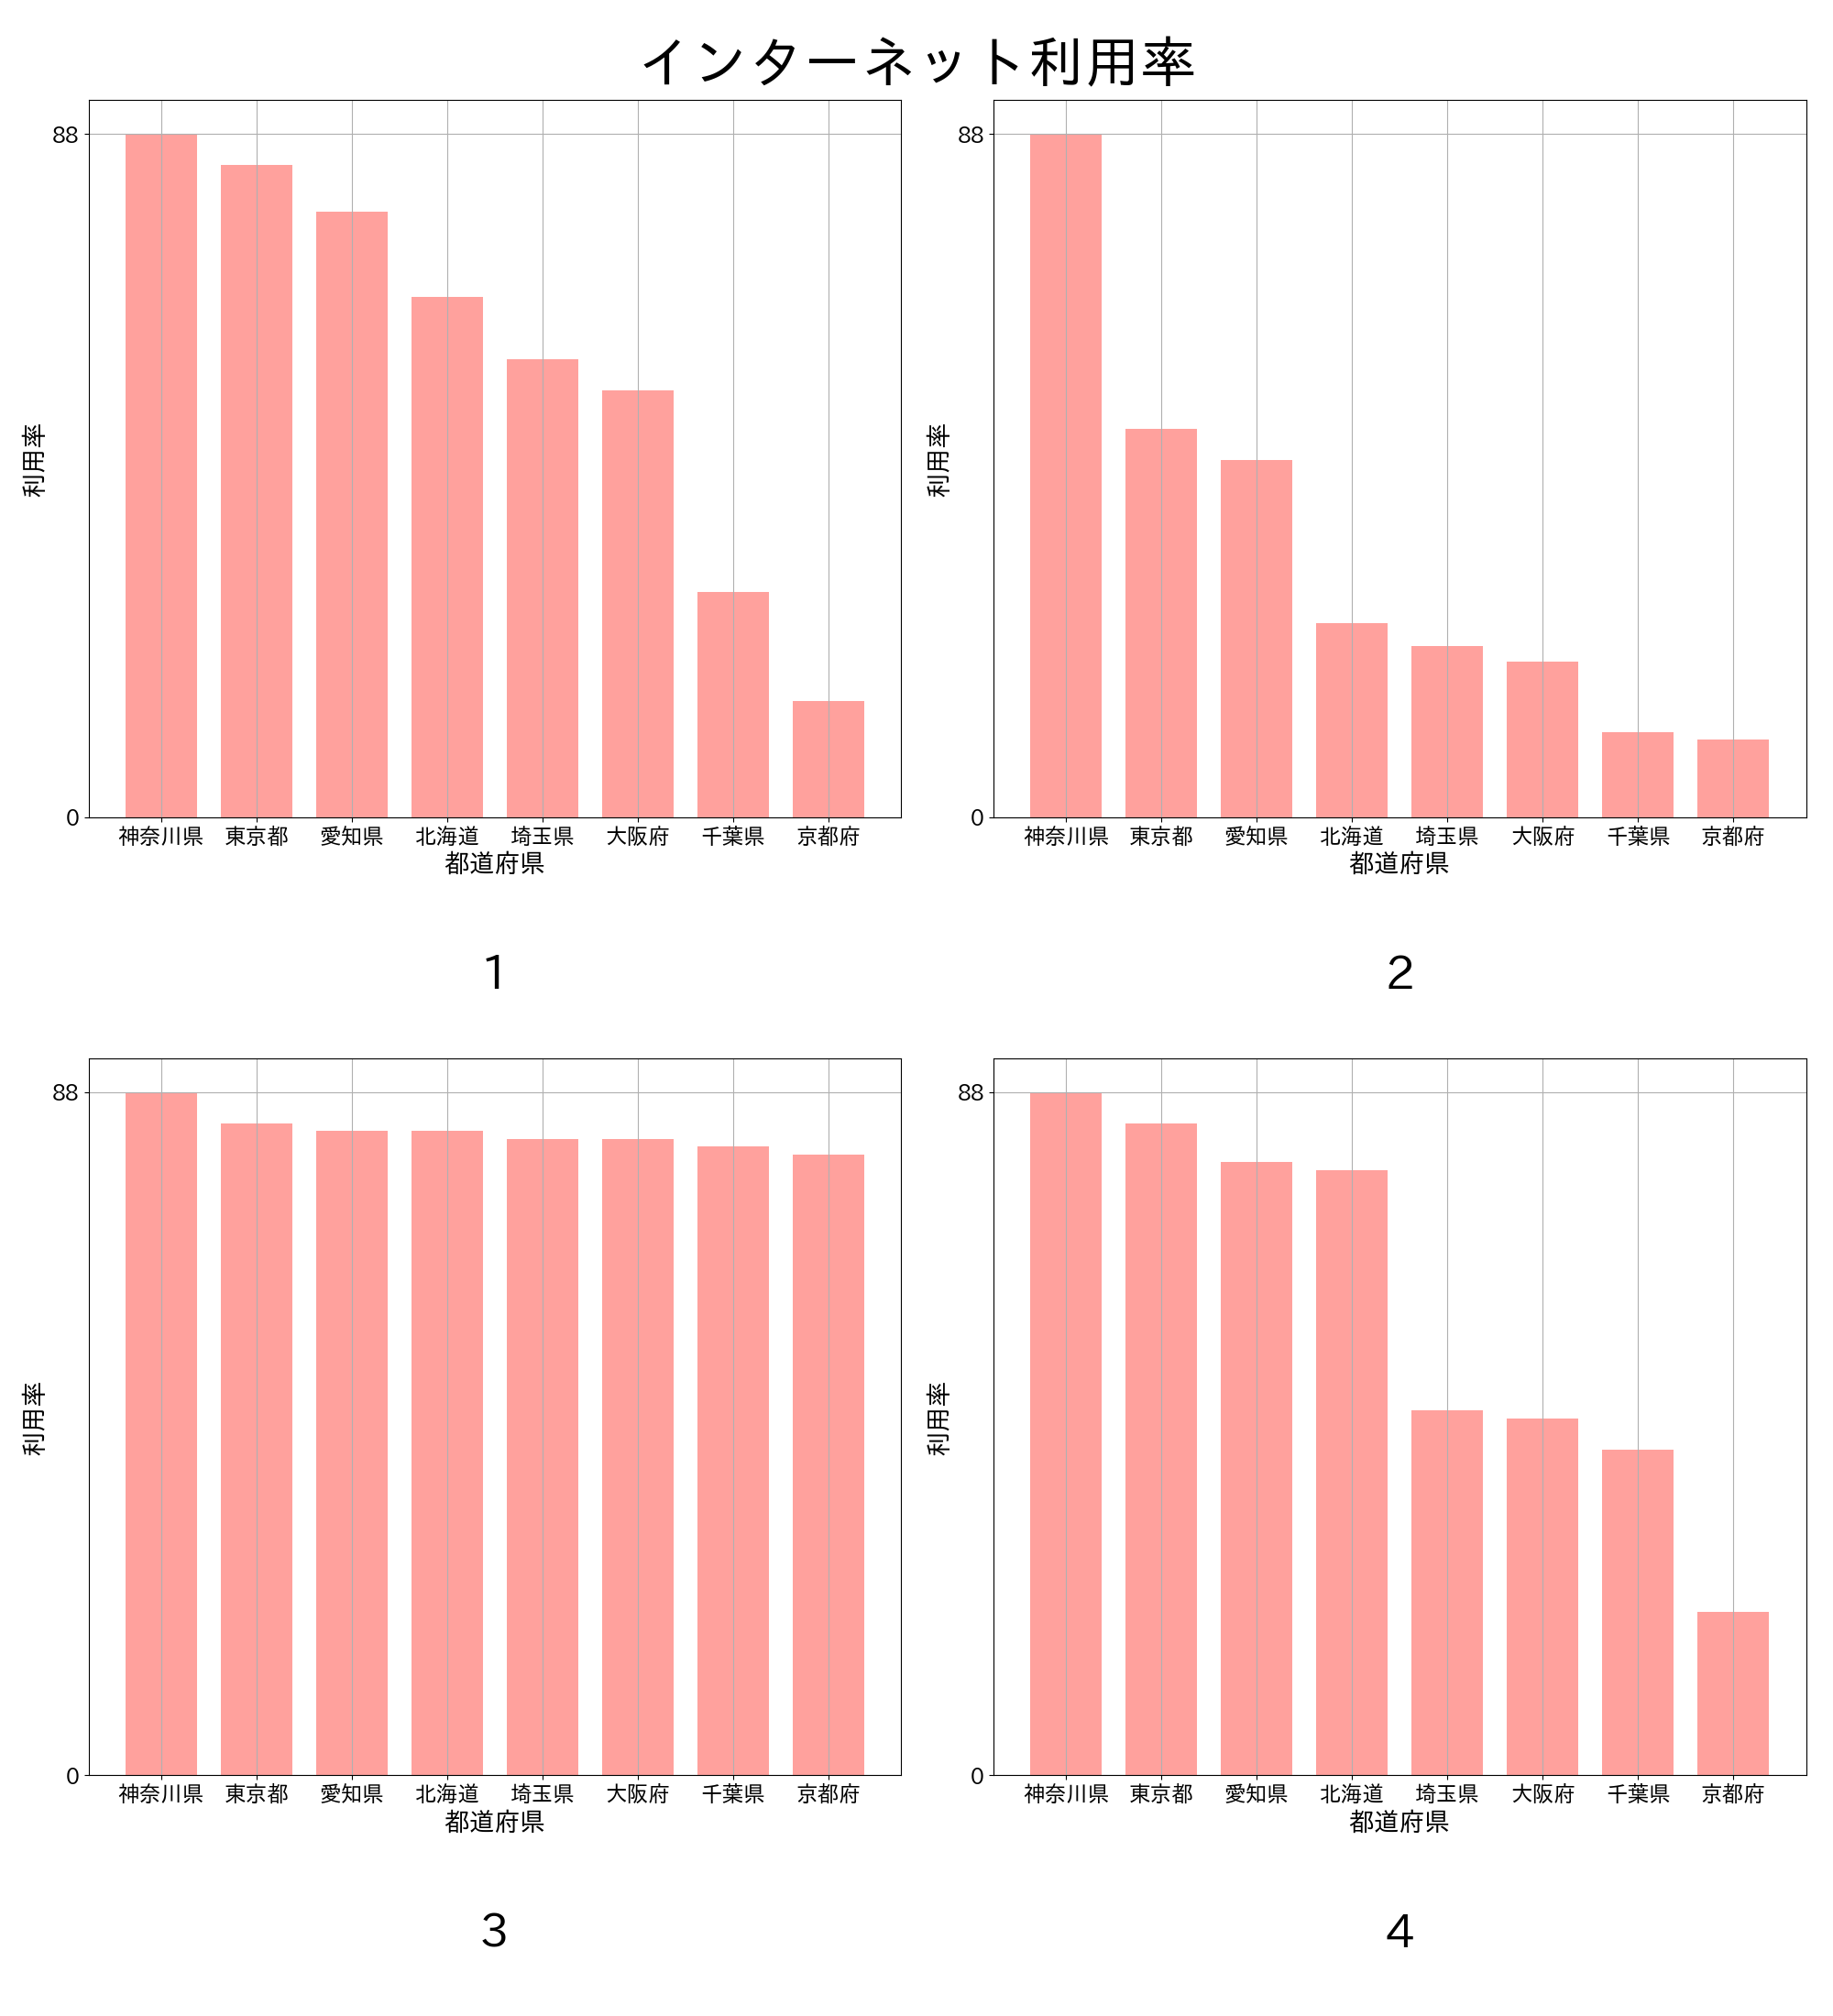 インターネット利用率
88
0
利用率
神奈川県 東京都 愛知県 北海道 埼玉県 大阪府 千葉県 京都府
都道府県
1
88
0
利用率
神奈川県 東京都 愛知県 北海道 埼玉県 大阪府 千葉県 京都府
都道府県
2
88
0
利用率
神奈川県 東京都 愛知県 北海道 埼玉県 大阪府 千葉県 京都府
都道府県
3
88
0
利用率
神奈川県 東京都 愛知県 北海道 埼玉県 大阪府 千葉県 京都府
都道府県
4